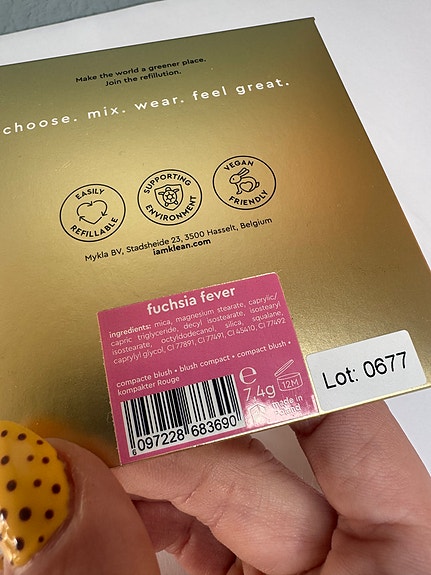 Make the world a greener place.
Join the refillution.
choose. mix. wear. feel great.
EASILY REFILLABLE
SUPPORTING ENVIRONMENT
VEGAN FRIENDLY
Mykla BV, Stadsheide 23, 3500 Hasselt, Belgium
iamklean.com
fuchsia fever
ingredients: mica, magnesium stearate, caprylic/
capric triglyceride, decyl isostearate, isostearyl
isostearate, octyldodecanol, silica, squalane,
caprylyl glycol, CI 77891, CI 77491, CI 45410, CI 77492
compacte blush • blush compact • compact blush •
kompakter Rouge
e
7,4g
12M
made in
6 097228 683690
Lot: 0677